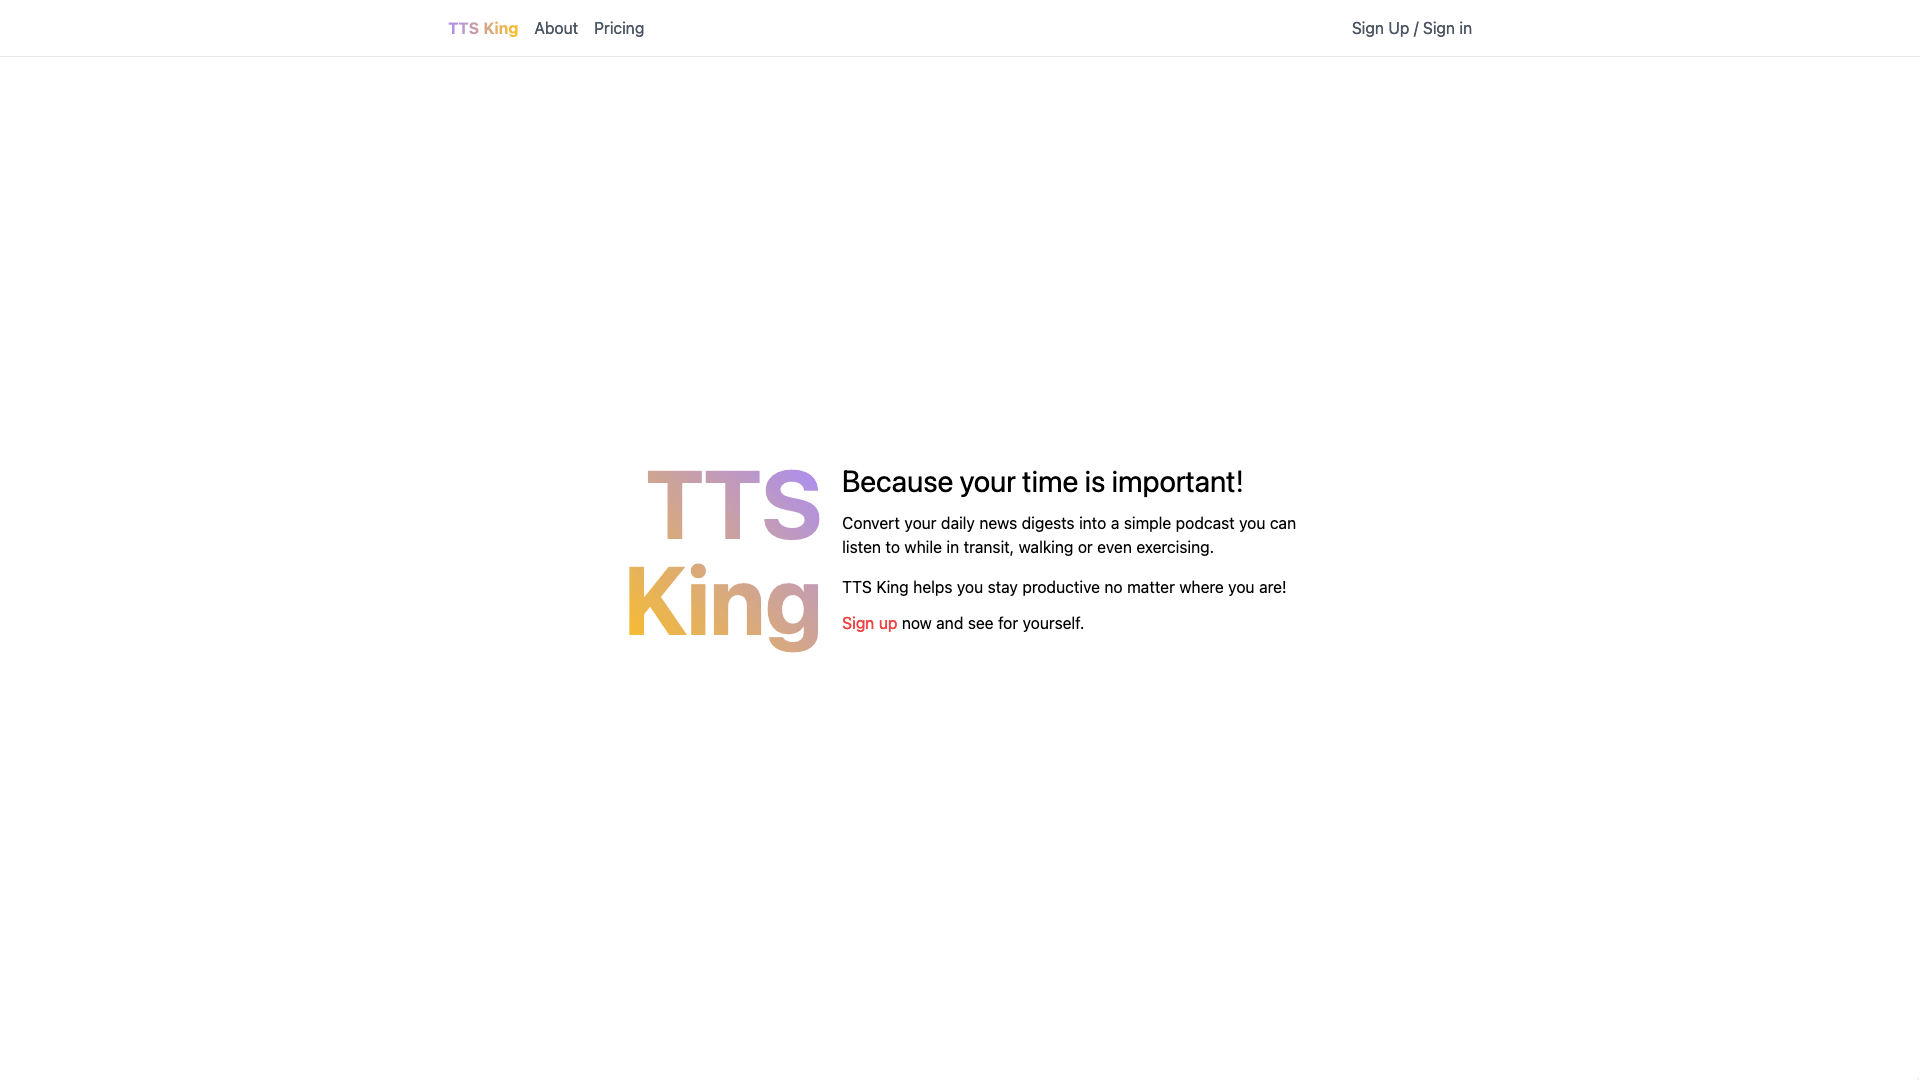 TTS King About Pricing Sign Up / Sign in
TTS
King
Because your time is important!
Convert your daily news digests into a simple podcast you can
listen to while in transit, walking or even exercising.
TTS King helps you stay productive no matter where you are!
Sign up now and see for yourself.